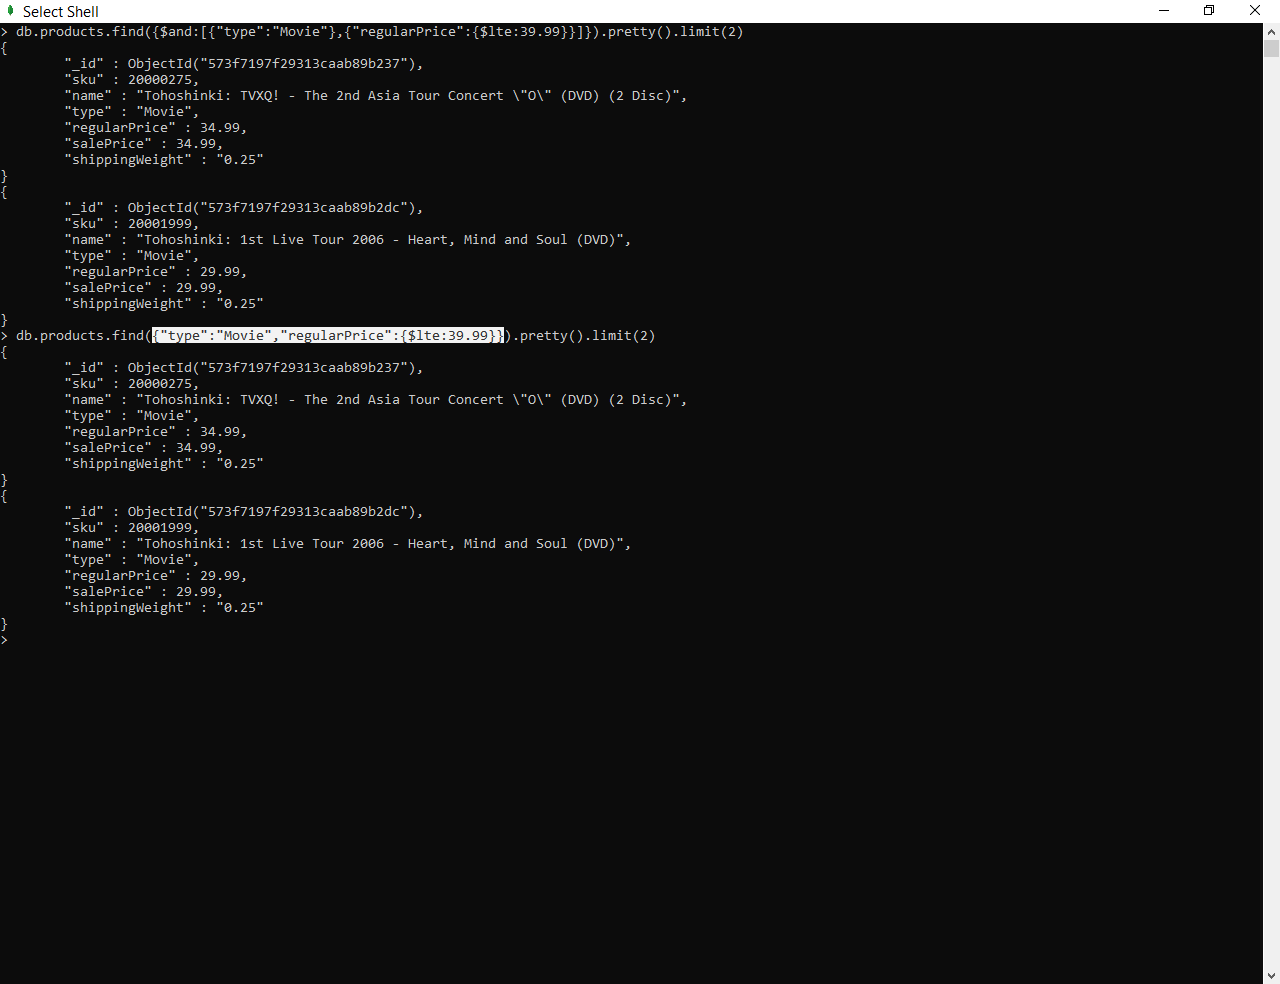 Select Shell
> db.products.find({$and:[{"type":"Movie"},{"regularPrice":{$lte:39.99}}]}).pretty().limit(2)
{
"_id" : ObjectId("573f7197f29313caab89b237"),
"sku" : 20000275,
"name" : "Tohoshinki: TVXQ! - The 2nd Asia Tour Concert \"O\" (DVD) (2 Disc)",
"type" : "Movie",
"regularPrice" : 34.99,
"salePrice" : 34.99,
"shippingWeight" : "0.25"
}
{
"_id" : ObjectId("573f7197f29313caab89b2dc"),
"sku" : 20001999,
"name" : "Tohoshinki: 1st Live Tour 2006 - Heart, Mind and Soul (DVD)",
"type" : "Movie",
"regularPrice" : 29.99,
"salePrice" : 29.99,
"shippingWeight" : "0.25"
}
> db.products.find({"type":"Movie","regularPrice":{$lte:39.99}}).pretty().limit(2)
{
"_id" : ObjectId("573f7197f29313caab89b237"),
"sku" : 20000275,
"name" : "Tohoshinki: TVXQ! - The 2nd Asia Tour Concert \"O\" (DVD) (2 Disc)",
"type" : "Movie",
"regularPrice" : 34.99,
"salePrice" : 34.99,
"shippingWeight" : "0.25"
}
{
"_id" : ObjectId("573f7197f29313caab89b2dc"),
"sku" : 20001999,
"name" : "Tohoshinki: 1st Live Tour 2006 - Heart, Mind and Soul (DVD)",
"type" : "Movie",
"regularPrice" : 29.99,
"salePrice" : 29.99,
"shippingWeight" : "0.25"
}
>